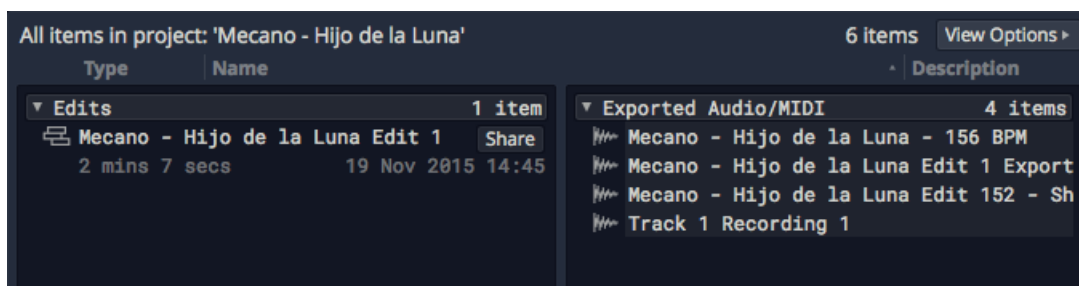 All items in project: 'Mecano - Hijo de la Luna' 6 items View Options
Type Name Description
Edits 1 item
Mecano - Hijo de la Luna Edit 1 Share
2 mins 7 secs 19 Nov 2015 14:45
Exported Audio/MIDI 4 items
Mecano - Hijo de la Luna - 156 BPM
Mecano - Hijo de la Luna Edit 1 Export
Mecano - Hijo de la Luna Edit 152 - Sh
Track 1 Recording 1